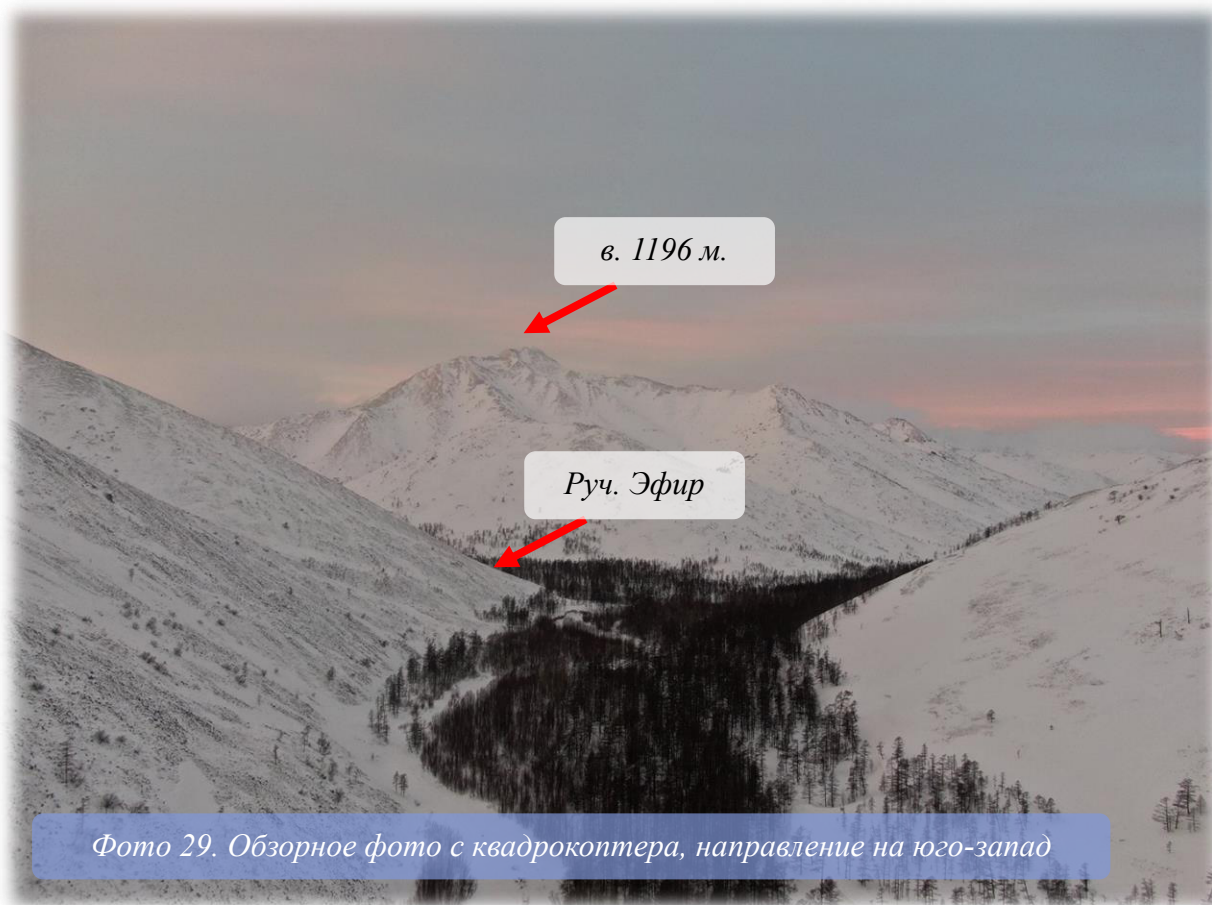 в. 1196 м.
Руч. Эфир
Фото 29. Обзорное фото с квадрокоптера, направление на юго-запад